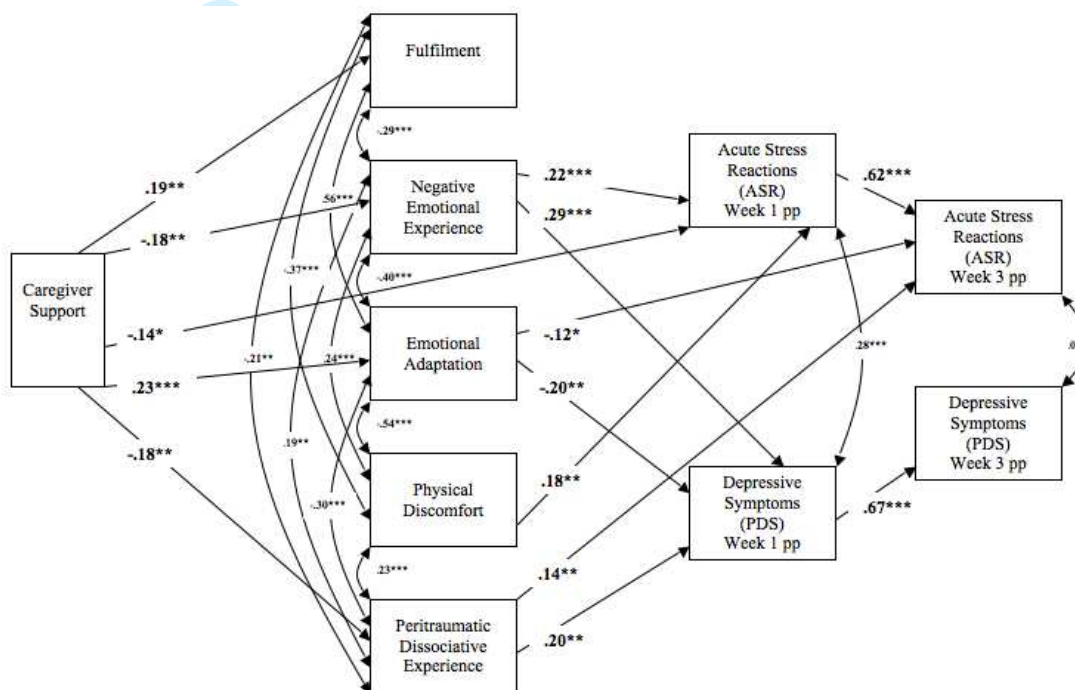 Fulfilment
-.29***
.19**
Negative
Emotional
Experience
.22***
.29***
Acute Stress
Reactions
(ASR)
Week 1 pp
.62***
Acute Stress
Reactions
(ASR)
Week 3 pp
.56***
-.18**
Caregiver
Support
-.37***
-.40***
-.14*
.23***
-.21**
.24***
Emotional
Adaptation
-.12*
-.20**
.28***
-.18**
.19**
-.54***
-.30***
Physical
Discomfort
.18**
Depressive
Symptoms
(PDS)
Week 1 pp
.67***
Depressive
Symptoms
(PDS)
Week 3 pp
.23***
.14**
Peritraumatic
Dissociative
Experience
.20**